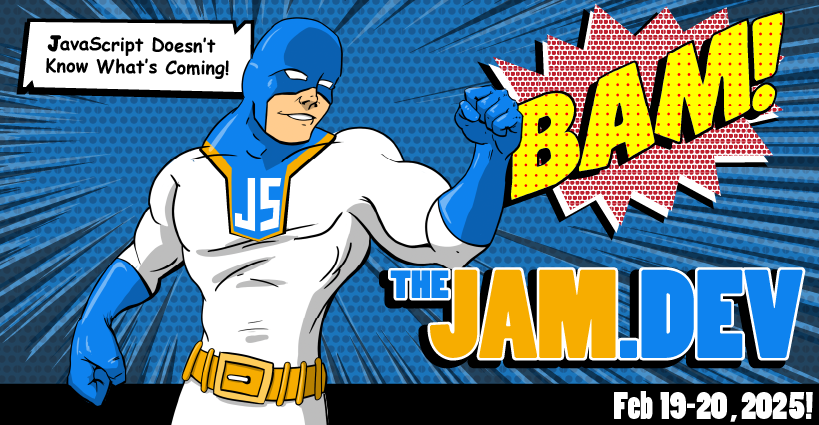 JavaScript Doesn't
Know What's Coming!
BAM!
JS
THE
JAM.DEV
Feb 19-20, 2025!